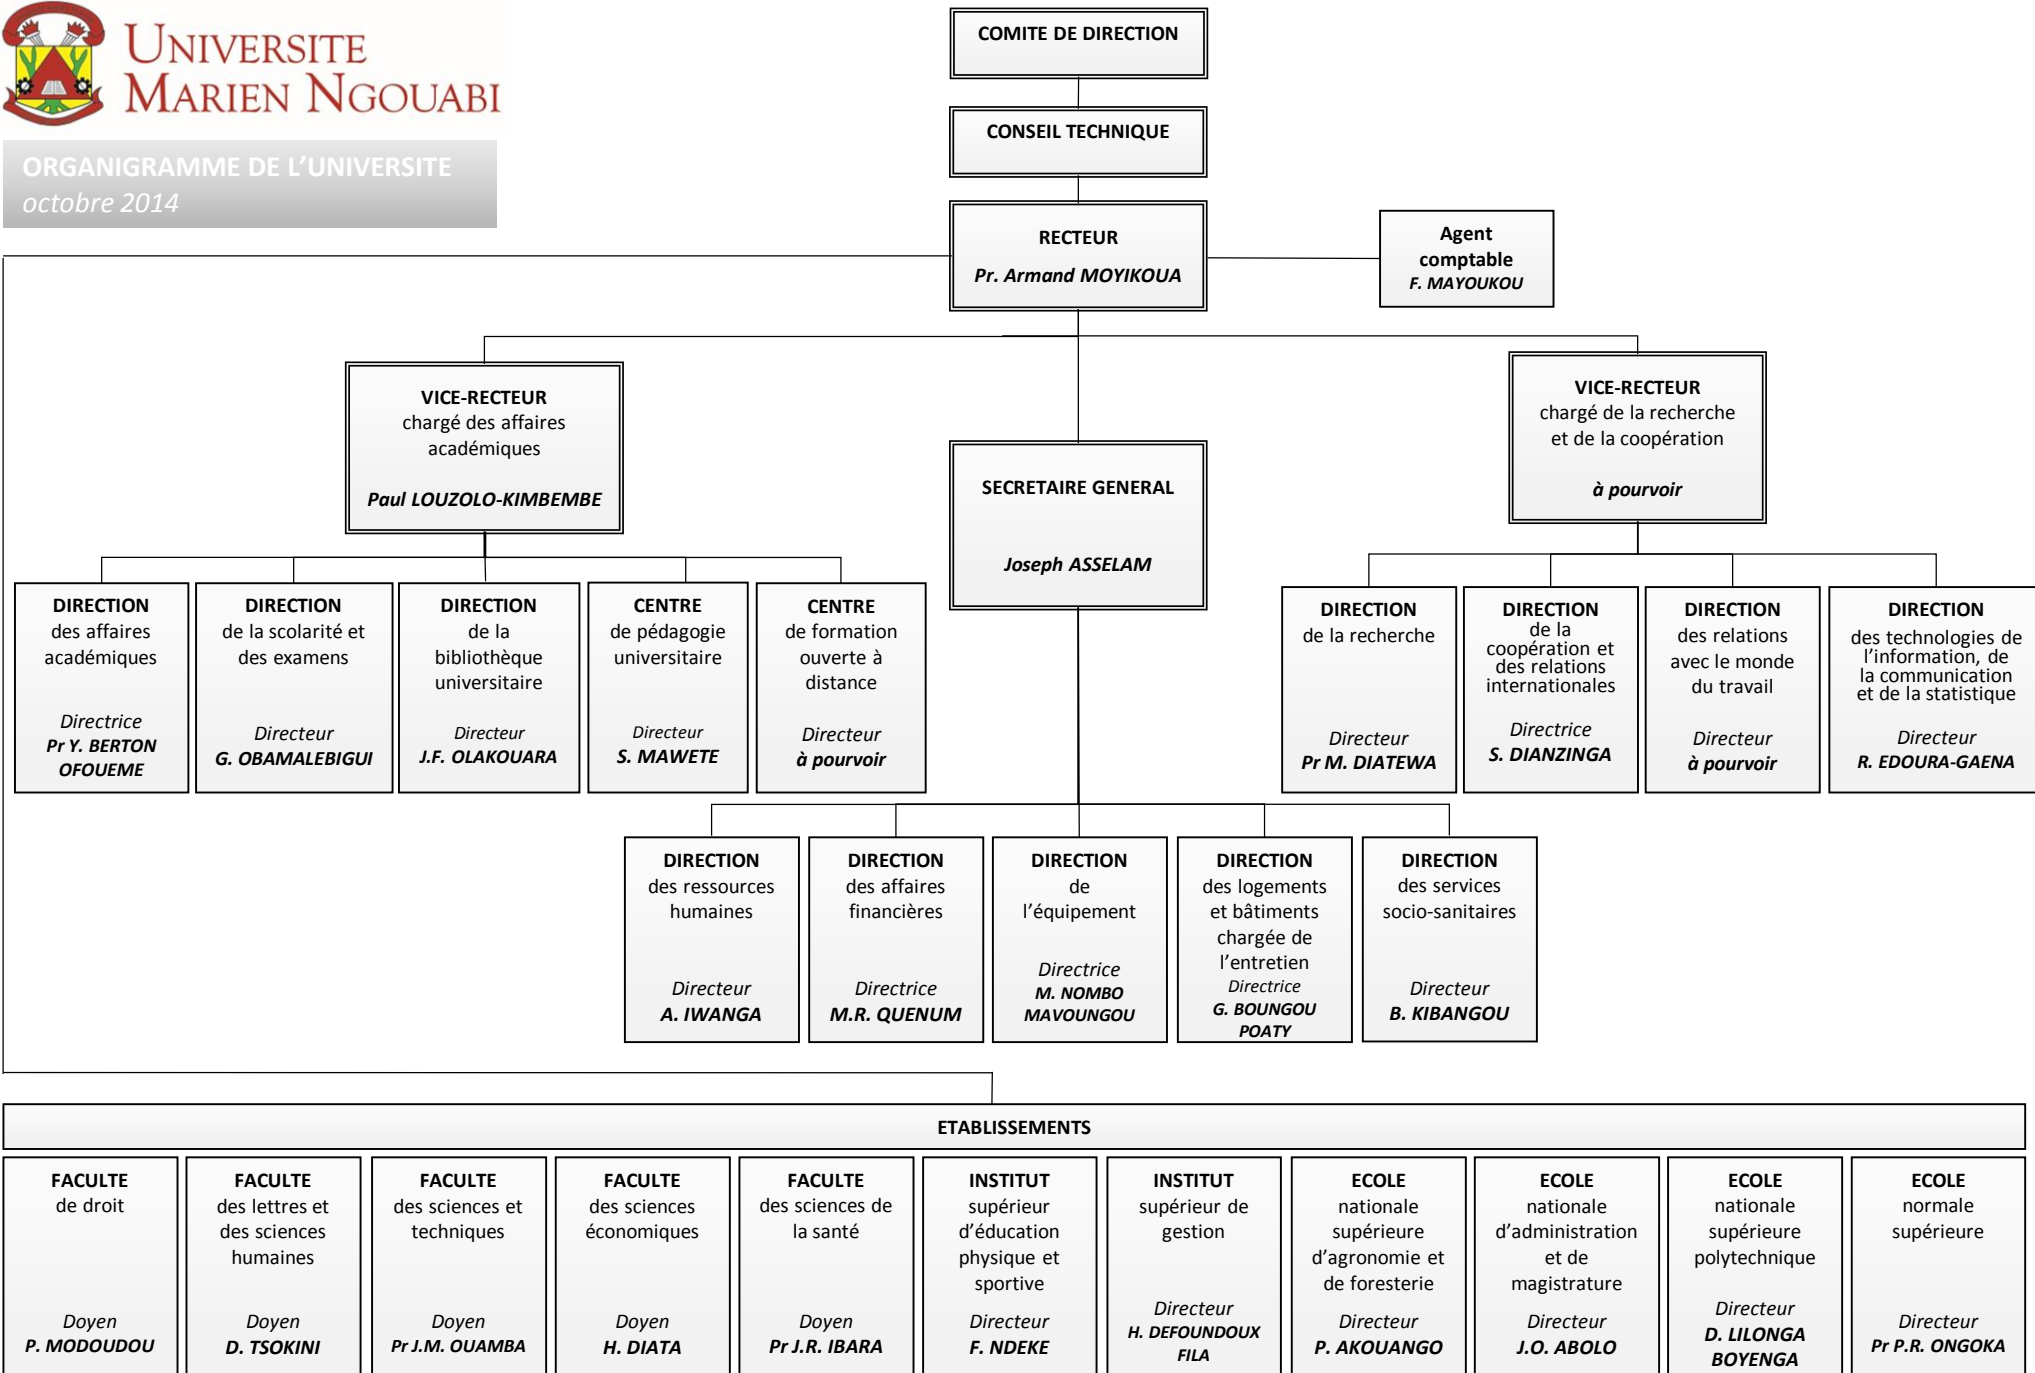 UNIVERSITE
MARIEN NGOUABI
ORGANIGRAMME DE L’UNIVERSITE
octobre 2014
COMITE DE DIRECTION
CONSEIL TECHNIQUE
RECTEUR
Pr. Armand MOYIKOUA
Agent
comptable
F. MAYOUKOU
VICE-RECTEUR
chargé des affaires
académiques
Paul LOUZOLO-KIMBEMBE
SECRETAIRE GENERAL
Joseph ASSELAM
VICE-RECTEUR
chargé de la recherche
et de la coopération
à pourvoir
DIRECTION
des affaires
académiques
Directrice
Pr Y. BERTON
OFOUEME
DIRECTION
de la scolarité et
des examens
Directeur
G. OBAMALEBIGUI
DIRECTION
de la
bibliothèque
universitaire
Directeur
J.F. OLAKOUARA
CENTRE
de pédagogie
universitaire
Directeur
S. MAWETE
CENTRE
de formation
ouverte à
distance
Directeur
à pourvoir
DIRECTION
de la recherche
Directeur
Pr M. DIATEWA
DIRECTION
de la
coopération et
des relations
internationales
Directrice
S. DIANZINGA
DIRECTION
des relations
avec le monde
du travail
Directeur
à pourvoir
DIRECTION
des technologies de
l’information, de
la communication
et de la statistique
Directeur
R. EDOURA-GAENA
DIRECTION
des ressources
humaines
Directeur
A. IWANGA
DIRECTION
des affaires
financières
Directrice
M.R. QUENUM
DIRECTION
de
l’équipement
Directrice
M. NOMBO
MAVOUNGOU
DIRECTION
des logements
et bâtiments
chargée de
l’entretien
Directrice
G. BOUNGOU
POATY
DIRECTION
des services
socio-sanitaires
Directeur
B. KIBANGOU
ETABLISSEMENTS
FACULTE
de droit
Doyen
P. MODOUDOU
FACULTE
des lettres et
des sciences
humaines
Doyen
D. TSOKINI
FACULTE
des sciences et
techniques
Doyen
Pr J.M. OUAMBA
FACULTE
des sciences
économiques
Doyen
H. DIATA
FACULTE
des sciences de
la santé
Doyen
Pr J.R. IBARA
INSTITUT
supérieur
d’éducation
physique et
sportive
Directeur
F. NDEKE
INSTITUT
supérieur de
gestion
Directeur
H. DEFOUNDOUX
FILA
ECOLE
nationale
supérieure
d’agronomie et
de foresterie
Directeur
P. AKOUANGO
ECOLE
nationale
d’administration
et de
magistrature
Directeur
J.O. ABOLO
ECOLE
nationale
supérieure
polytechnique
Directeur
D. LILONGA
BOYENGA
ECOLE
normale
supérieure
Directeur
Pr P.R. ONGOKA